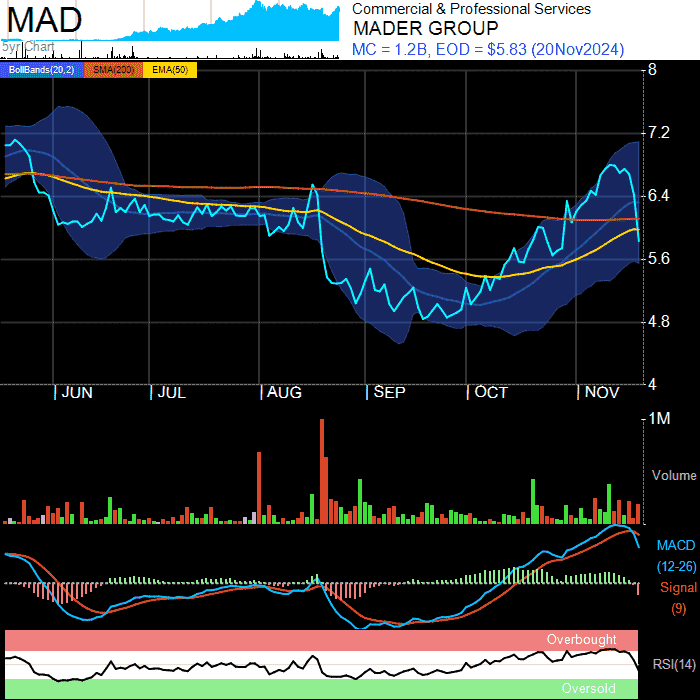 MAD
5yr Chart
Commercial & Professional Services
MADER GROUP
MC = 1.2B, EOD = $5.83 (20Nov2024)
BollBands(20,2) SMA(200) EMA(50)
8
7.2
6.4
5.6
4.8
4
JUN JUL AUG SEP OCT NOV
1M
Volume
MACD
(12-26)
Signal
(9)
Overbought
RSI(14)
Oversold